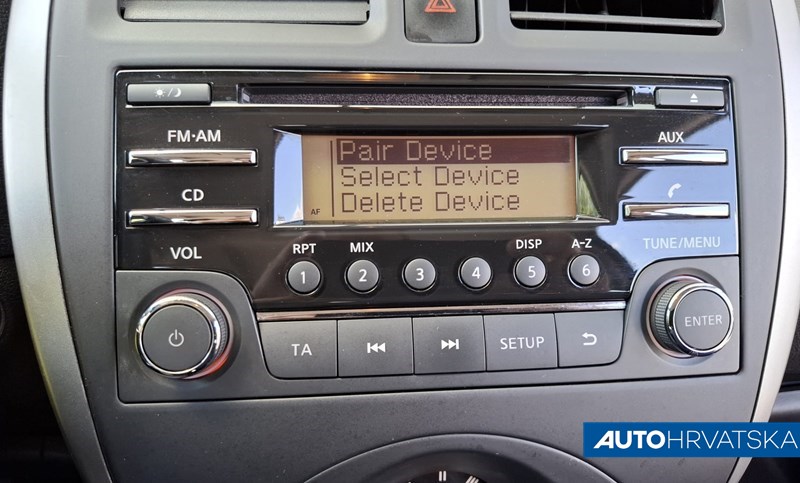 FM·AM
CD
VOL
Pair Device
Select Device
Delete Device
AF
AUX
TUNE/MENU
RPT
MIX
DISP
A-Z
1
2
3
4
5
6
TA
SETUP
ENTER
AUTOHRVATSKA